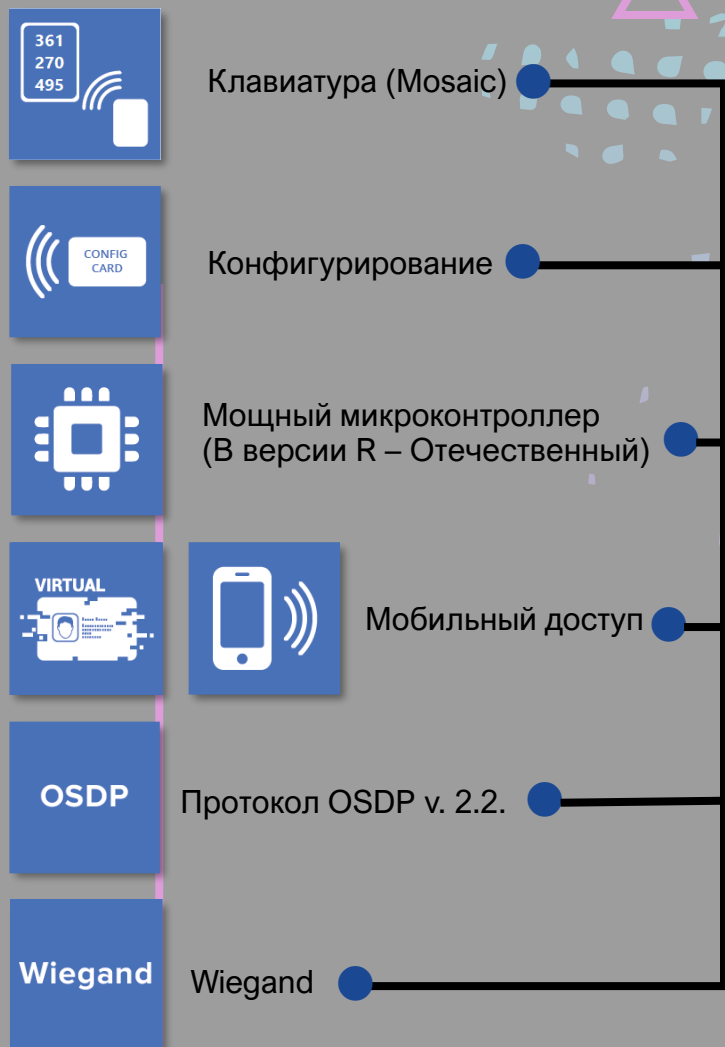 361
270
495
Клавиатура (Mosaic)
CONFIG
CARD
Конфигурирование
Мощный микроконтроллер
(В версии R – Отечественный)
VIRTUAL
Мобильный доступ
OSDP
Протокол OSDP v. 2.2.
Wiegand
Wiegand